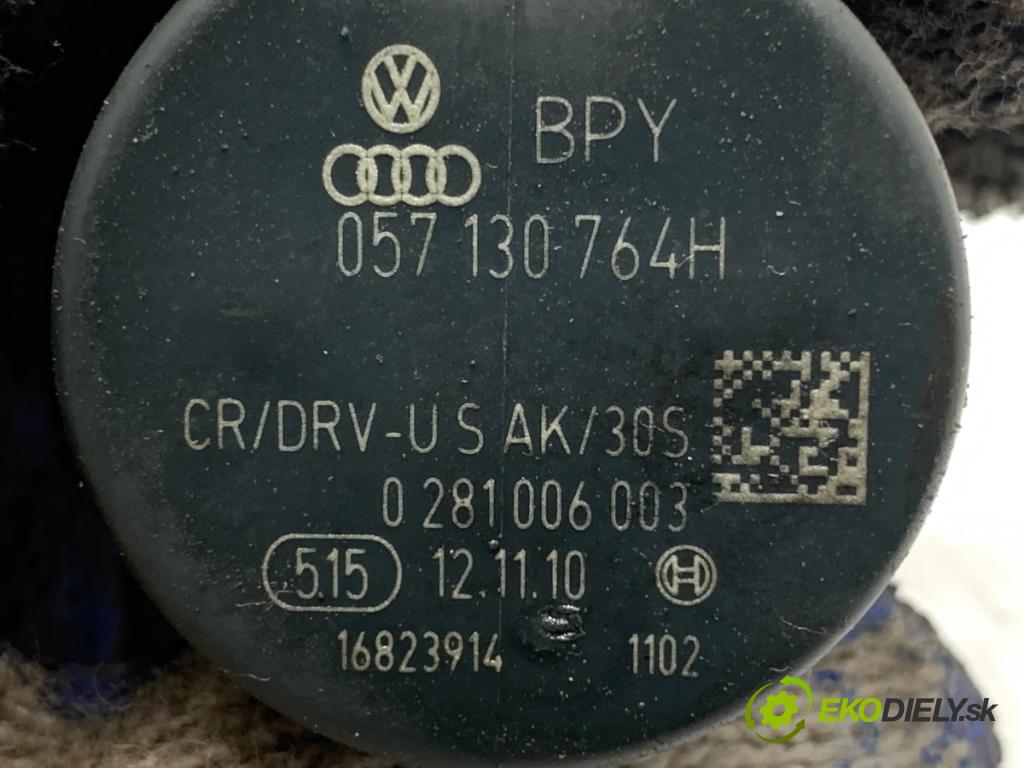 BPY
057 130 764H
CR/DRV-U S AK/30S
0 281 006 003
515 12.11.10
16823914 1102
EKODIELY.sk